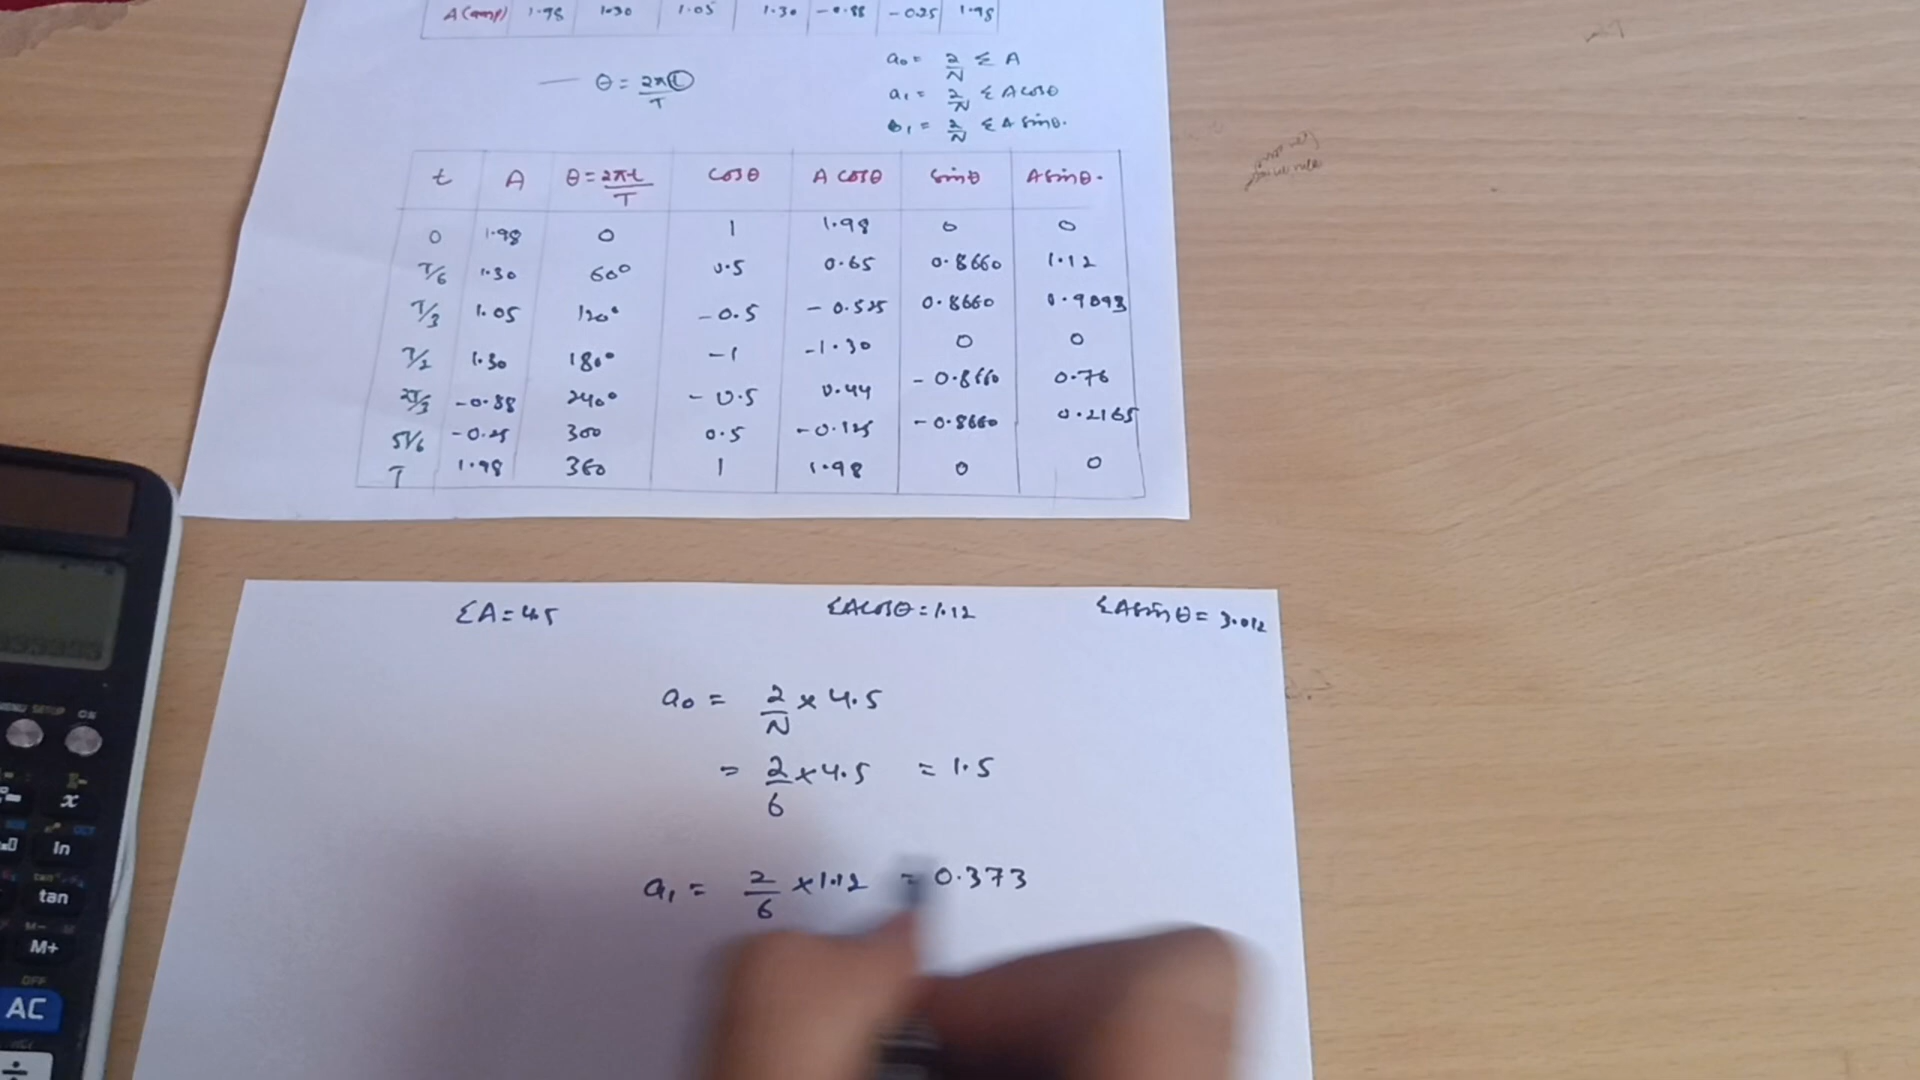 A(amp) 1.98 1.30 1.05 1.30 -0.88 -0.25 1.98
θ = 2πt/T
a0 = 2/N Σ A
a1 = 2/N Σ A cosθ
b1 = 2/N Σ A sinθ.
t A θ = 2πt/T cosθ A cosθ sinθ A sinθ.
0 1.98 0 1 1.98 0 0
T/6 1.30 60° 0.5 0.65 0.8660 1.12
T/3 1.05 120° -0.5 -0.525 0.8660 0.9093
T/2 1.30 180° -1 -1.30 0 0
2T/3 -0.88 240° -0.5 0.44 -0.8660 0.76
5T/6 -0.25 300 0.5 -0.125 -0.8660 0.2165
T 1.98 360 1 1.98 0 0
ΣA = 4.5 ΣAcosθ = 1.12 ΣAsinθ = 3.012
a0 = 2/N × 4.5
= 2/6 × 4.5 = 1.5
a1 = 2/6 × 1.12 = 0.373
MENU SETUP ON
x
ln
tan
M+
OFF
AC
÷